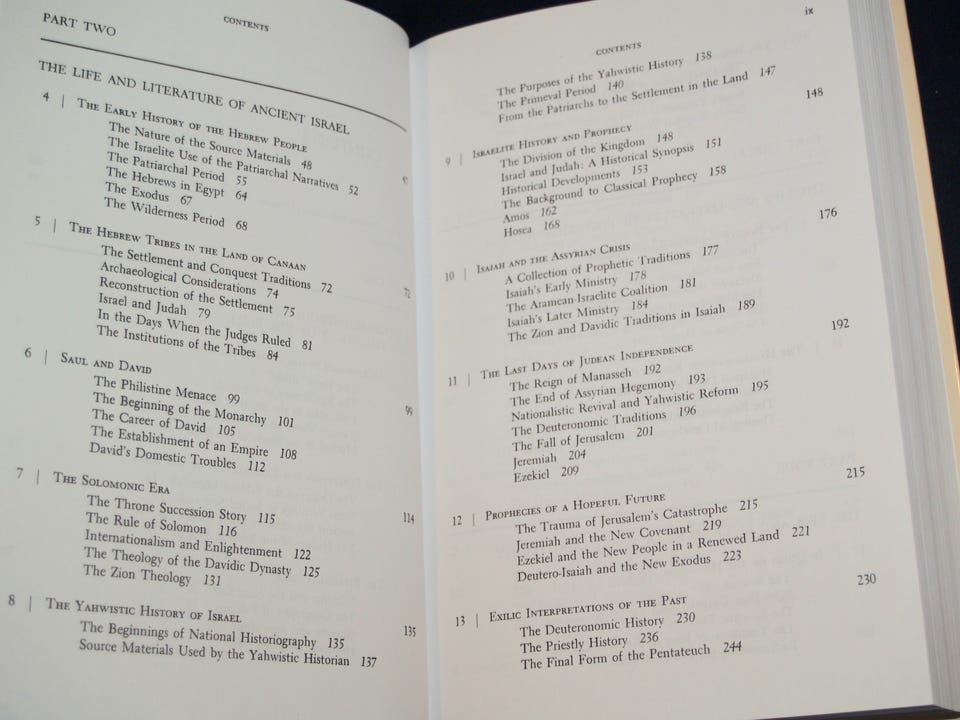 CONTENTS
PART TWO
THE LIFE AND LITERATURE OF ANCIENT ISRAEL
4 | THE EARLY HISTORY OF THE HEBREW PEOPLE
The Nature of the Source Materials 48
The Israelite Use of the Patriarchal Narratives 52
The Patriarchal Period 55
The Hebrews in Egypt 64
The Exodus 67
The Wilderness Period 68
5 | THE HEBREW TRIBES IN THE LAND OF CANAAN 72
The Settlement and Conquest Traditions 72
Archaeological Considerations 74
Reconstruction of the Settlement 75
Israel and Judah 79
In the Days When the Judges Ruled 81
The Institutions of the Tribes 84
6 | SAUL AND DAVID 99
The Philistine Menace 99
The Beginning of the Monarchy 101
The Career of David 105
The Establishment of an Empire 108
David's Domestic Troubles 112
7 | THE SOLOMONIC ERA 114
The Throne Succession Story 115
The Rule of Solomon 116
Internationalism and Enlightenment 122
The Theology of the Davidic Dynasty 125
The Zion Theology 131
8 | THE YAHWISTIC HISTORY OF ISRAEL 135
The Beginnings of National Historiography 135
Source Materials Used by the Yahwistic Historian 137
ix
CONTENTS
The Purposes of the Yahwistic History 138
The Primeval Period 140
From the Patriarchs to the Settlement in the Land 147
9 | ISRAELITE HISTORY AND PROPHECY 148
The Division of the Kingdom 148
Israel and Judah: A Historical Synopsis 151
Historical Developments 153
The Background to Classical Prophecy 158
Amos 162
Hosea 168
10 | ISAIAH AND THE ASSYRIAN CRISIS 176
A Collection of Prophetic Traditions 177
Isaiah's Early Ministry 178
The Aramean-Israelite Coalition 181
Isaiah's Later Ministry 184
The Zion and Davidic Traditions in Isaiah 189
11 | THE LAST DAYS OF JUDEAN INDEPENDENCE 192
The Reign of Manasseh 192
The End of Assyrian Hegemony 193
Nationalistic Revival and Yahwistic Reform 195
The Deuteronomic Traditions 196
The Fall of Jerusalem 201
Jeremiah 204
Ezekiel 209
12 | PROPHECIES OF A HOPEFUL FUTURE 215
The Trauma of Jerusalem's Catastrophe 215
Jeremiah and the New Covenant 219
Ezekiel and the New People in a Renewed Land 221
Deutero-Isaiah and the New Exodus 223
13 | EXILIC INTERPRETATIONS OF THE PAST 230
The Deuteronomic History 230
The Priestly History 236
The Final Form of the Pentateuch 244